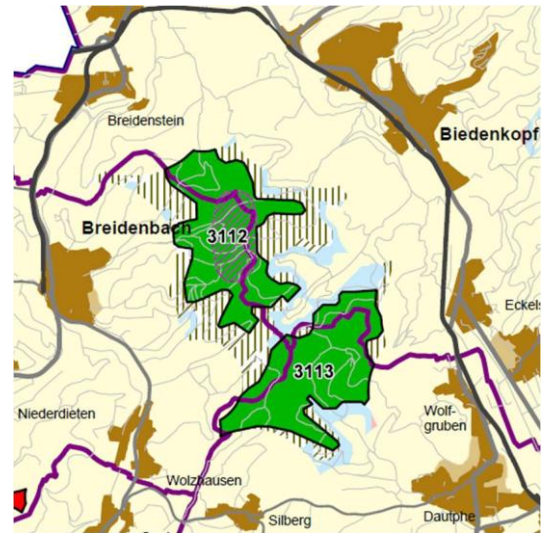 Breidenstein
Biedenkopf
Breidenbach
3112
Eckels
3113
Niederdieten
Wolf-
gruben
Wolzhausen
Silberg
Dautphe